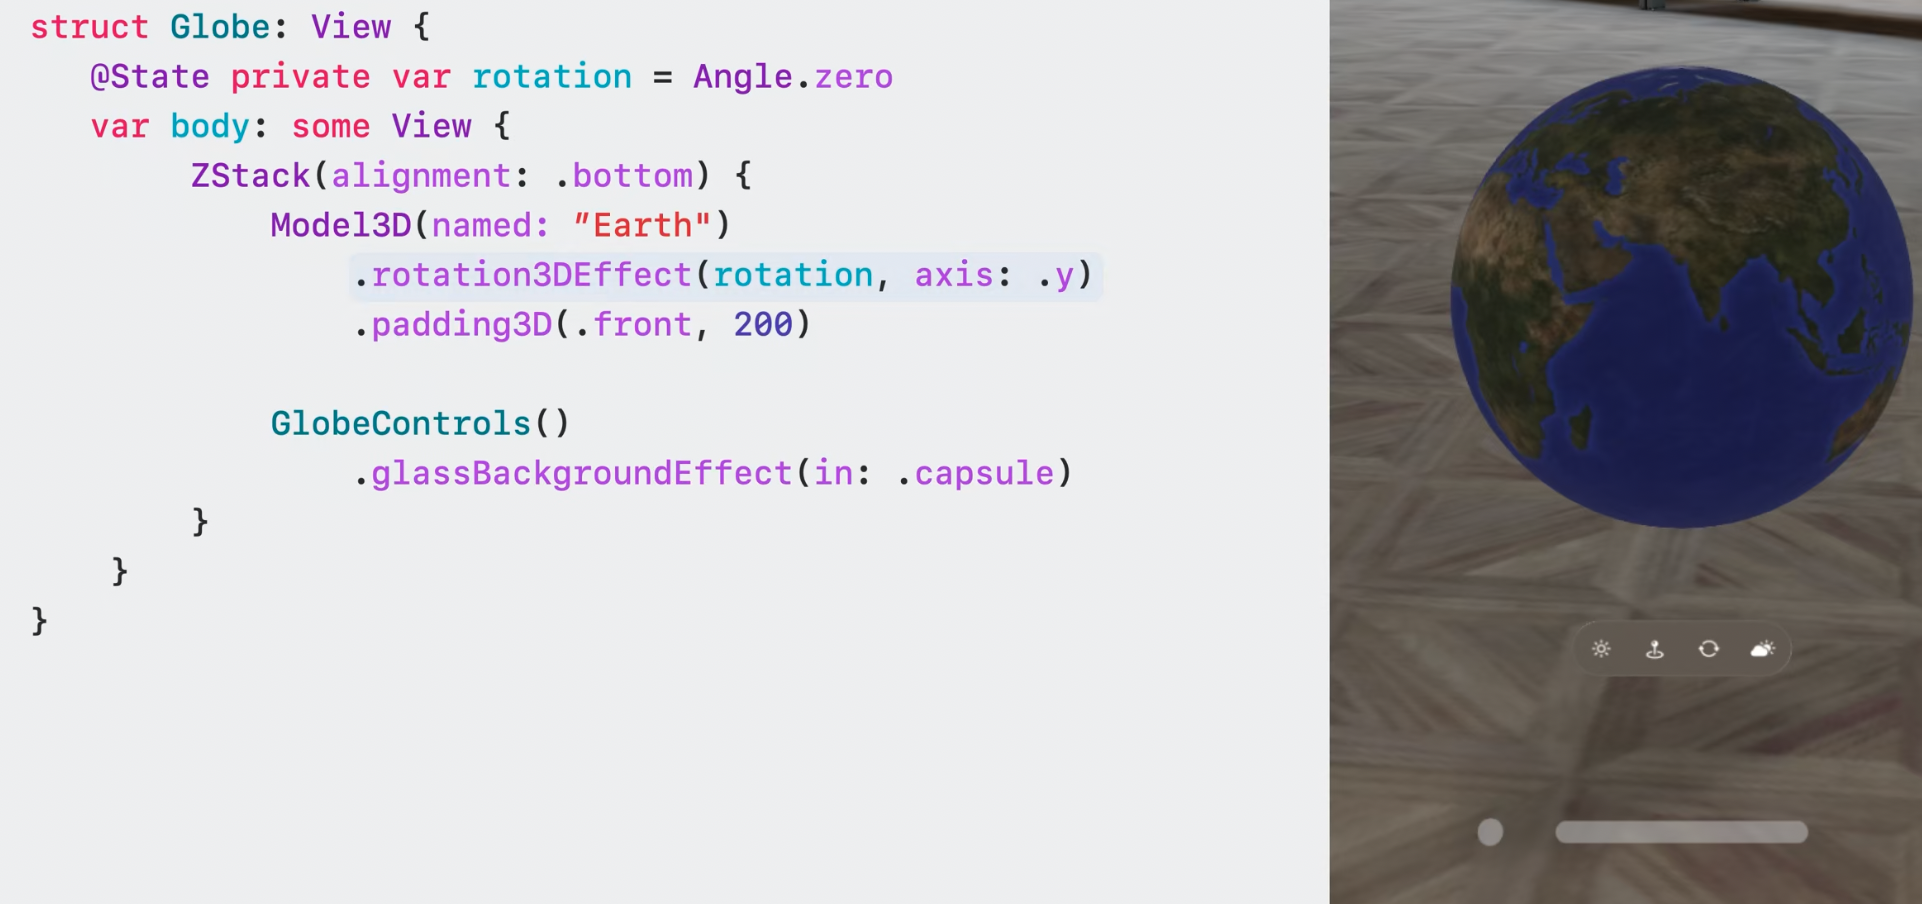 struct Globe: View {
@State private var rotation = Angle.zero
var body: some View {
ZStack(alignment: .bottom) {
Model3D(named: ”Earth")
.rotation3DEffect(rotation, axis: .y)
.padding3D(.front, 200)
GlobeControls()
.glassBackgroundEffect(in: .capsule)
}
}
}